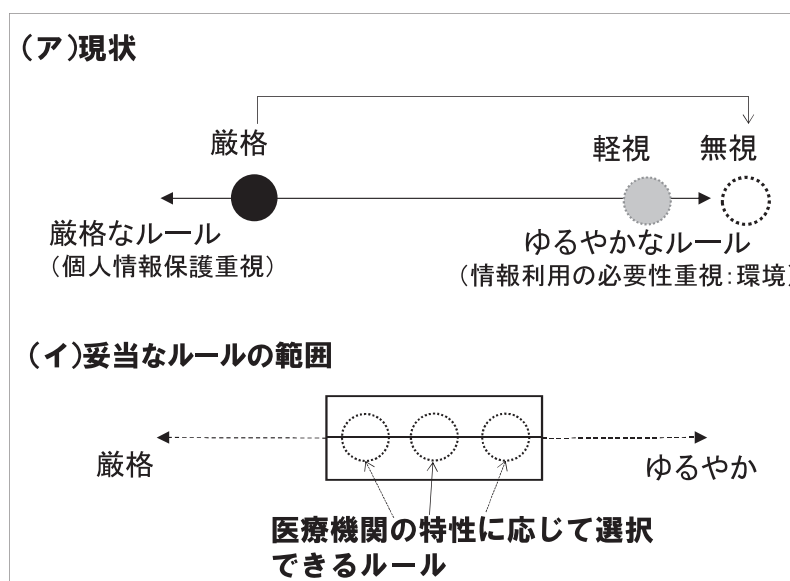 （ア）現状
厳格
軽視
無視
厳格なルール
（個人情報保護重視）
ゆるやかなルール
（情報利用の必要性重視：環境）
（イ）妥当なルールの範囲
厳格
ゆるやか
医療機関の特性に応じて選択
できるルール